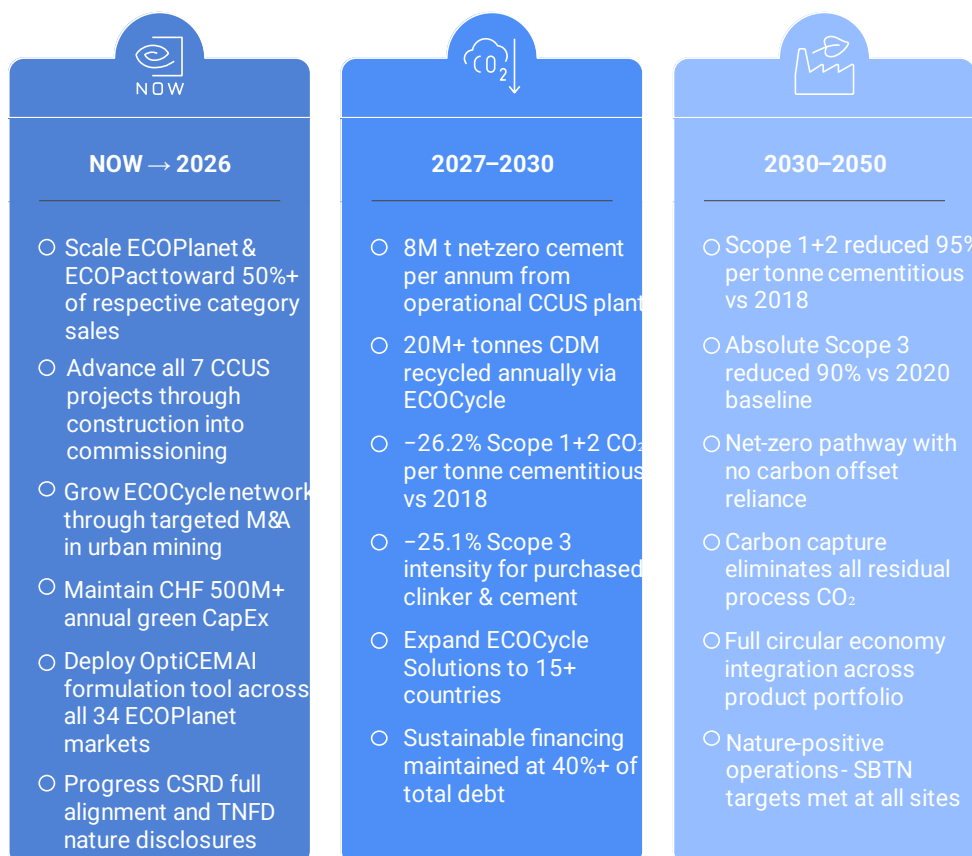 NOW
NOW → 2026
Scale ECOPlanet &
ECOPact toward 50%+
of respective category
sales
Advance all 7 CCUS
projects through
construction into
commissioning
Grow ECOCycle network
through targeted M&A
in urban mining
Maintain CHF 500M+
annual green CapEx
Deploy OptiCEM AI
formulation tool across
all 34 ECOPlanet
markets
Progress CSRD full
alignment and TNFD
nature disclosures
CO₂
2027–2030
8M t net-zero cement
per annum from
operational CCUS plant
20M+ tonnes CDM
recycled annually via
ECOCycle
−26.2% Scope 1+2 CO₂
per tonne cementitious
vs 2018
−25.1% Scope 3
intensity for purchased
clinker & cement
Expand ECOCycle
Solutions to 15+
countries
Sustainable financing
maintained at 40%+ of
total debt
2030–2050
Scope 1+2 reduced 95%
per tonne cementitious
vs 2018
Absolute Scope 3
reduced 90% vs 2020
baseline
Net-zero pathway with
no carbon offset
reliance
Carbon capture
eliminates all residual
process CO₂
Full circular economy
integration across
product portfolio
Nature-positive
operations- SBTN
targets met at all sites